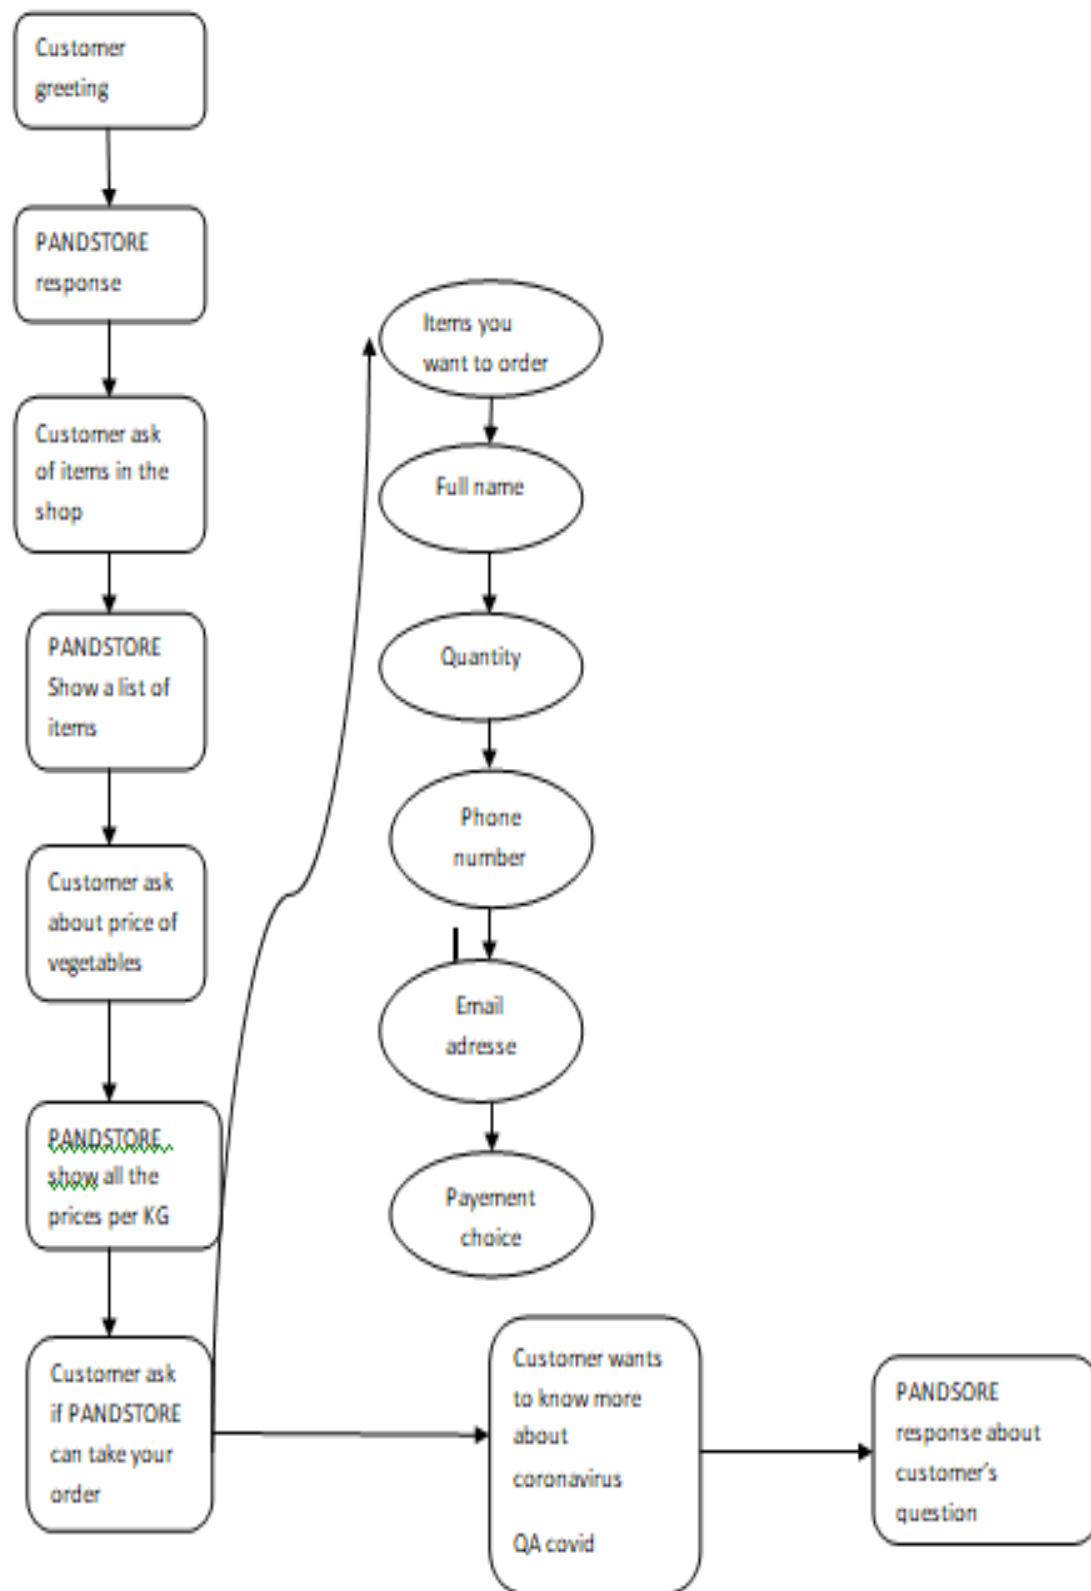 Customer
greeting
PANDSTORE
response
Customer ask
of items in the
shop
PANDSTORE
Show a list of
items
Customer ask
about price of
vegetables
PANDSTORE
show all the
prices per KG
Customer ask
if PANDSTORE
can take your
order
Items you
want to order
Full name
Quantity
Phone
number
Email
adresse
Payement
choice
Customer wants
to know more
about
coronavirus
QA covid
PANDSORE
response about
customer's
question